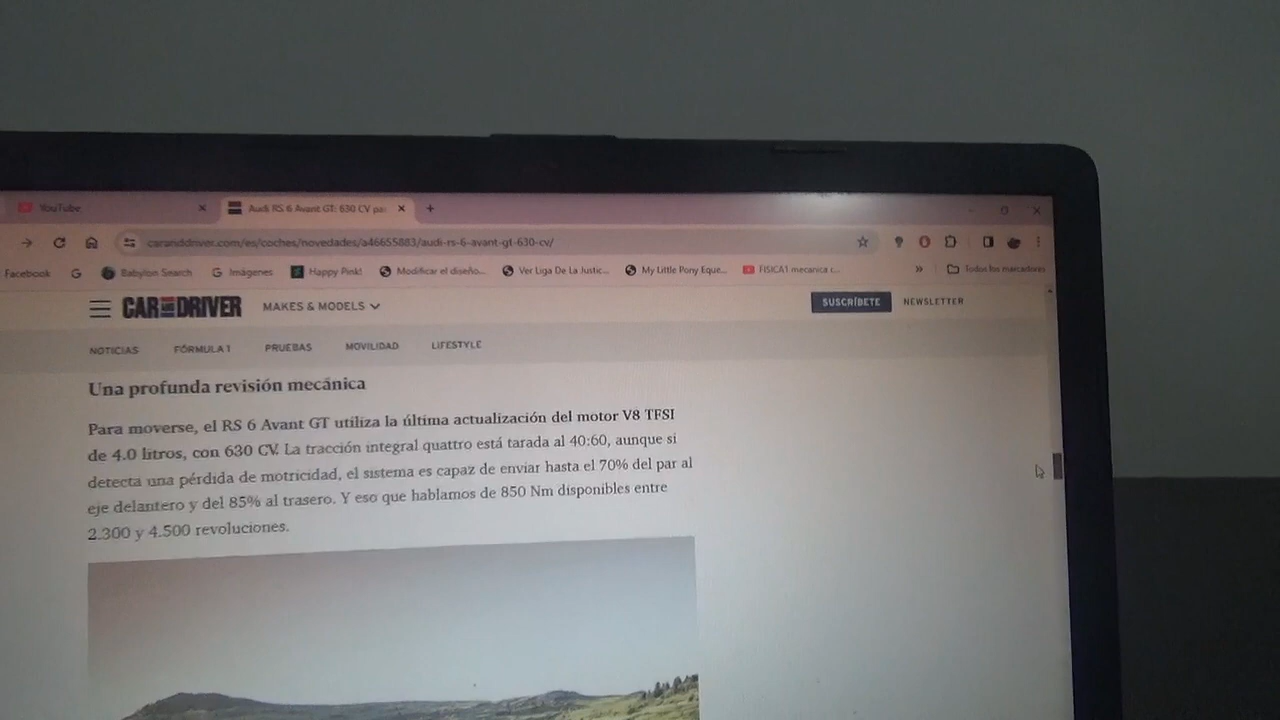 YouTube
Audi RS 6 Avant GT: 630 CV pa
caranddriver.com/es/coches/novedades/a46655883/audi-rs-6-avant-gt-630-cv/
Facebook G Babylon Search G Imágenes Happy Pink! Modificar el diseño... Ver Liga De La Justic... My Little Pony Eque... FISICA1 mecanica c... » Todos los marcadores
CAR AND DRIVER MAKES & MODELS SUSCRÍBETE NEWSLETTER
NOTICIAS FÓRMULA 1 PRUEBAS MOVILIDAD LIFESTYLE
Una profunda revisión mecánica
Para moverse, el RS 6 Avant GT utiliza la última actualización del motor V8 TFSI
de 4.0 litros, con 630 CV. La tracción integral quattro está tarada al 40:60, aunque si
detecta una pérdida de motricidad, el sistema es capaz de enviar hasta el 70% del par al
eje delantero y del 85% al trasero. Y eso que hablamos de 850 Nm disponibles entre
2.300 y 4.500 revoluciones.